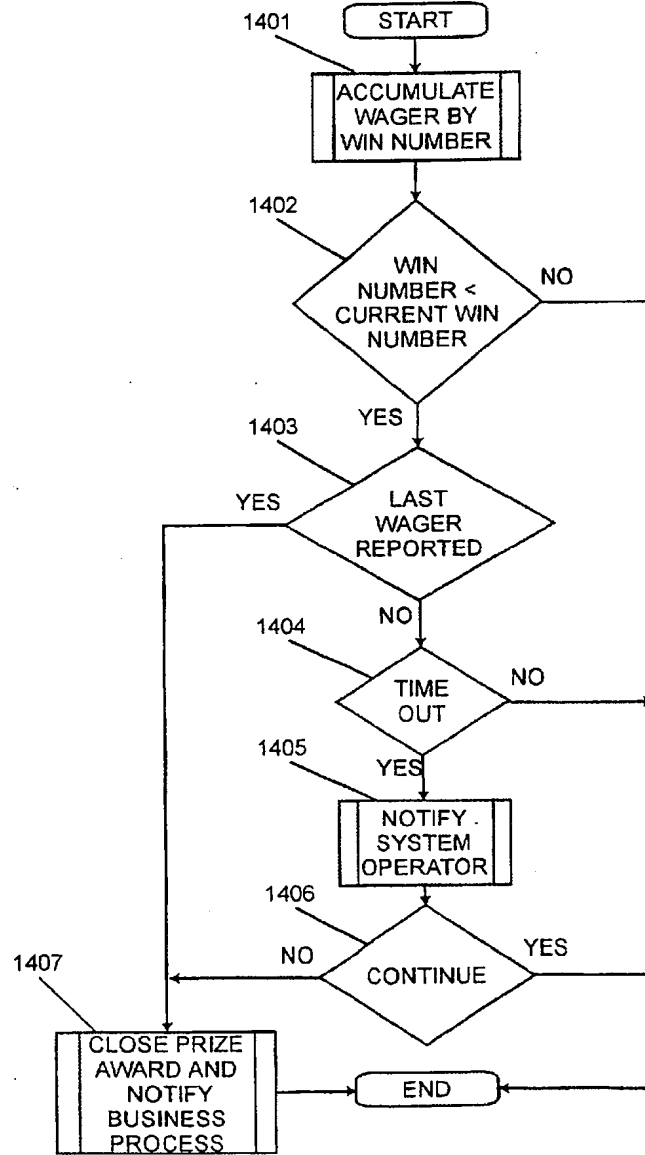 1401
START
ACCUMULATE
WAGER BY
WIN NUMBER
1402
WIN
NUMBER <
CURRENT WIN
NUMBER
NO
YES
1403
YES
LAST
WAGER
REPORTED
NO
1404
TIME
OUT
NO
1405
YES
NOTIFY
SYSTEM
OPERATOR
1406
NO
CONTINUE
YES
1407
CLOSE PRIZE
AWARD AND
NOTIFY
BUSINESS
PROCESS
END